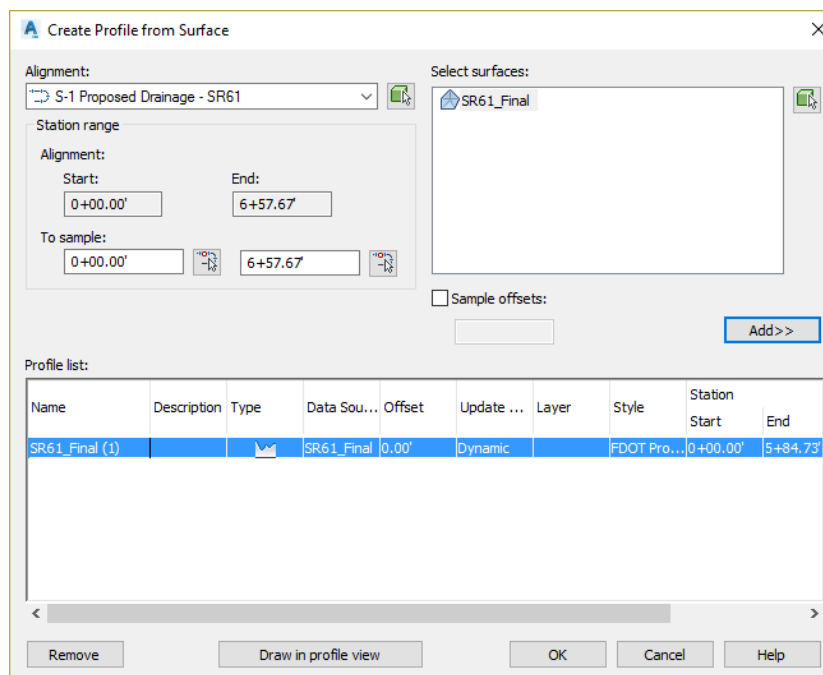 Create Profile from Surface
Alignment:
S-1 Proposed Drainage - SR61
Select surfaces:
SR61_Final
Station range
Alignment:
Start: End:
0+00.00' 6+57.67'
To sample:
0+00.00' 6+57.67'
Sample offsets:
Add>>
Profile list:
Name Description Type Data Sou... Offset Update ... Layer Style Station
Start End
SR61_Final (1) SR61_Final 0.00' Dynamic FDOT Pro... 0+00.00' 5+84.73'
Remove Draw in profile view OK Cancel Help